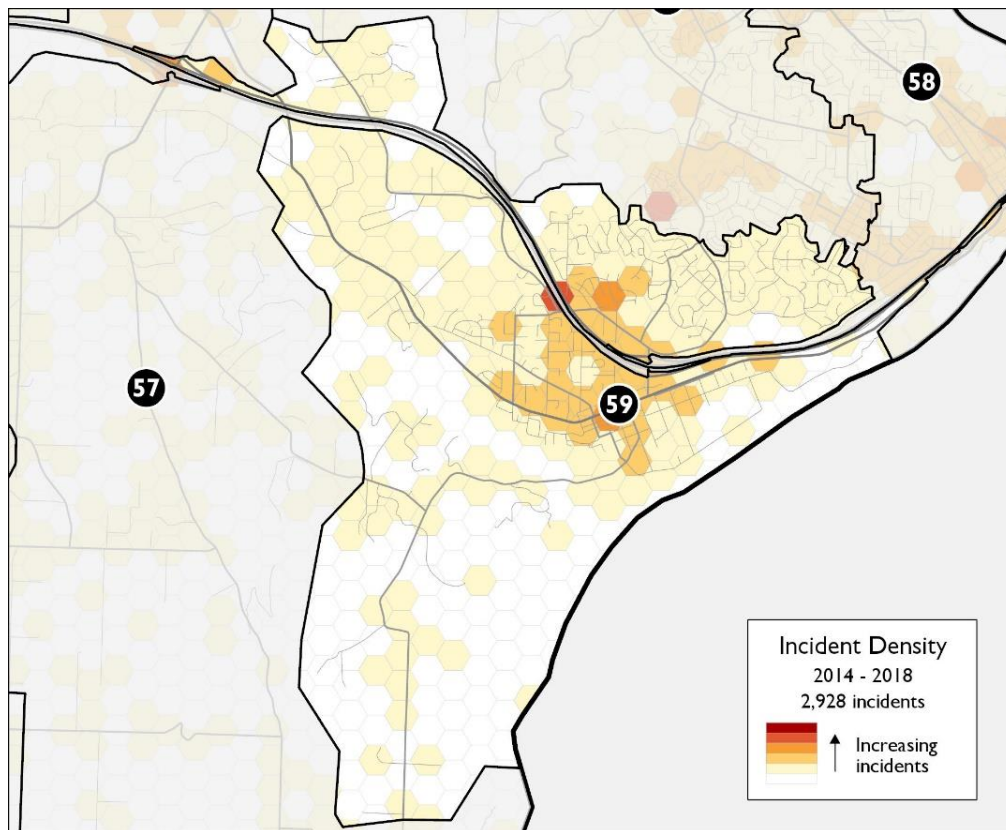 58
57
59
Incident Density
2014 - 2018
2,928 incidents
Increasing
incidents